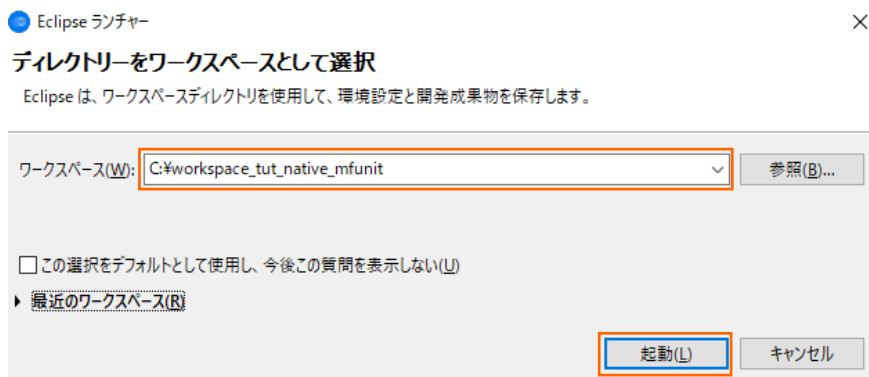 Eclipse ランチャー
ディレクトリーをワークスペースとして選択
Eclipse は、ワークスペースディレクトリを使用して、環境設定と開発成果物を保存します。
ワークスペース(W): C:¥workspace_tut_native_mfunit 参照(B)...
この選択をデフォルトとして使用し、今後この質問を表示しない(U)
最近のワークスペース(R)
起動(L) キャンセル